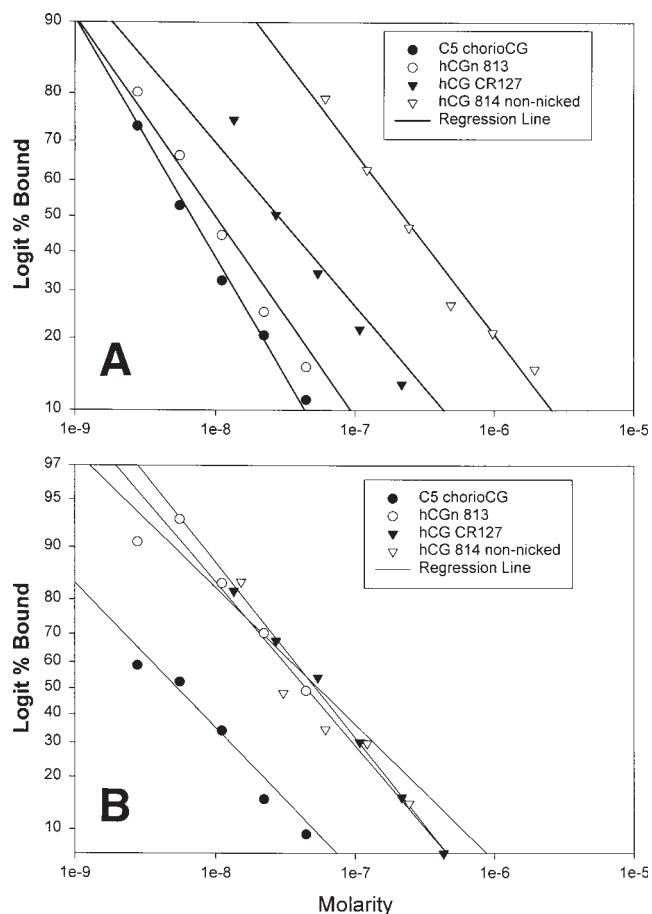 90
80
70
60
50
40
30
20
10
Logit % Bound
A
C5 chorioCG
hCGn 813
hCG CR127
hCG 814 non-nicked
Regression Line
1e-9 1e-8 1e-7 1e-6 1e-5
97
95
90
80
70
60
50
40
30
20
10
Logit % Bound
B
C5 chorioCG
hCGn 813
hCG CR127
hCG 814 non-nicked
Regression Line
1e-9 1e-8 1e-7 1e-6 1e-5
Molarity